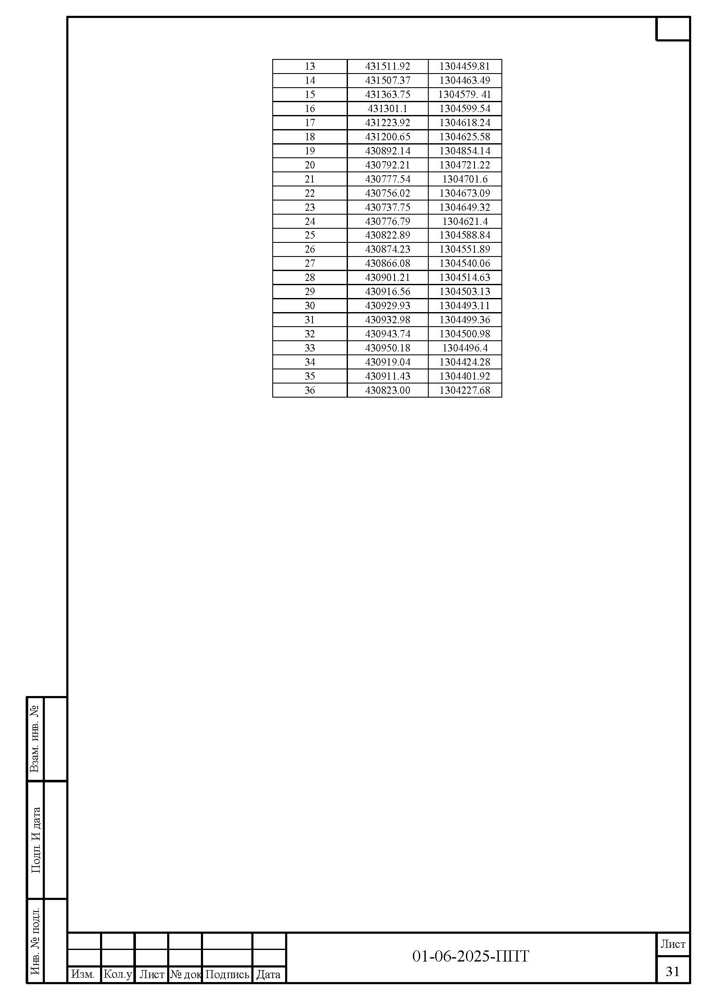 13 431511.92 1304459.81
14 431507.37 1304463.49
15 431363.75 1304579. 41
16 431301.1 1304599.54
17 431223.92 1304618.24
18 431200.65 1304625.58
19 430892.14 1304854.14
20 430792.21 1304721.22
21 430777.54 1304701.6
22 430756.02 1304673.09
23 430737.75 1304649.32
24 430776.79 1304621.4
25 430822.89 1304588.84
26 430874.23 1304551.89
27 430866.08 1304540.06
28 430901.21 1304514.63
29 430916.56 1304503.13
30 430929.93 1304493.11
31 430932.98 1304499.36
32 430943.74 1304500.98
33 430950.18 1304496.4
34 430919.04 1304424.28
35 430911.43 1304401.92
36 430823.00 1304227.68
Взам. инв. №
Подп. И дата
Инв. № подл.
Изм. Кол.у Лист № док Подпись Дата
01-06-2025-ППТ
Лист
31